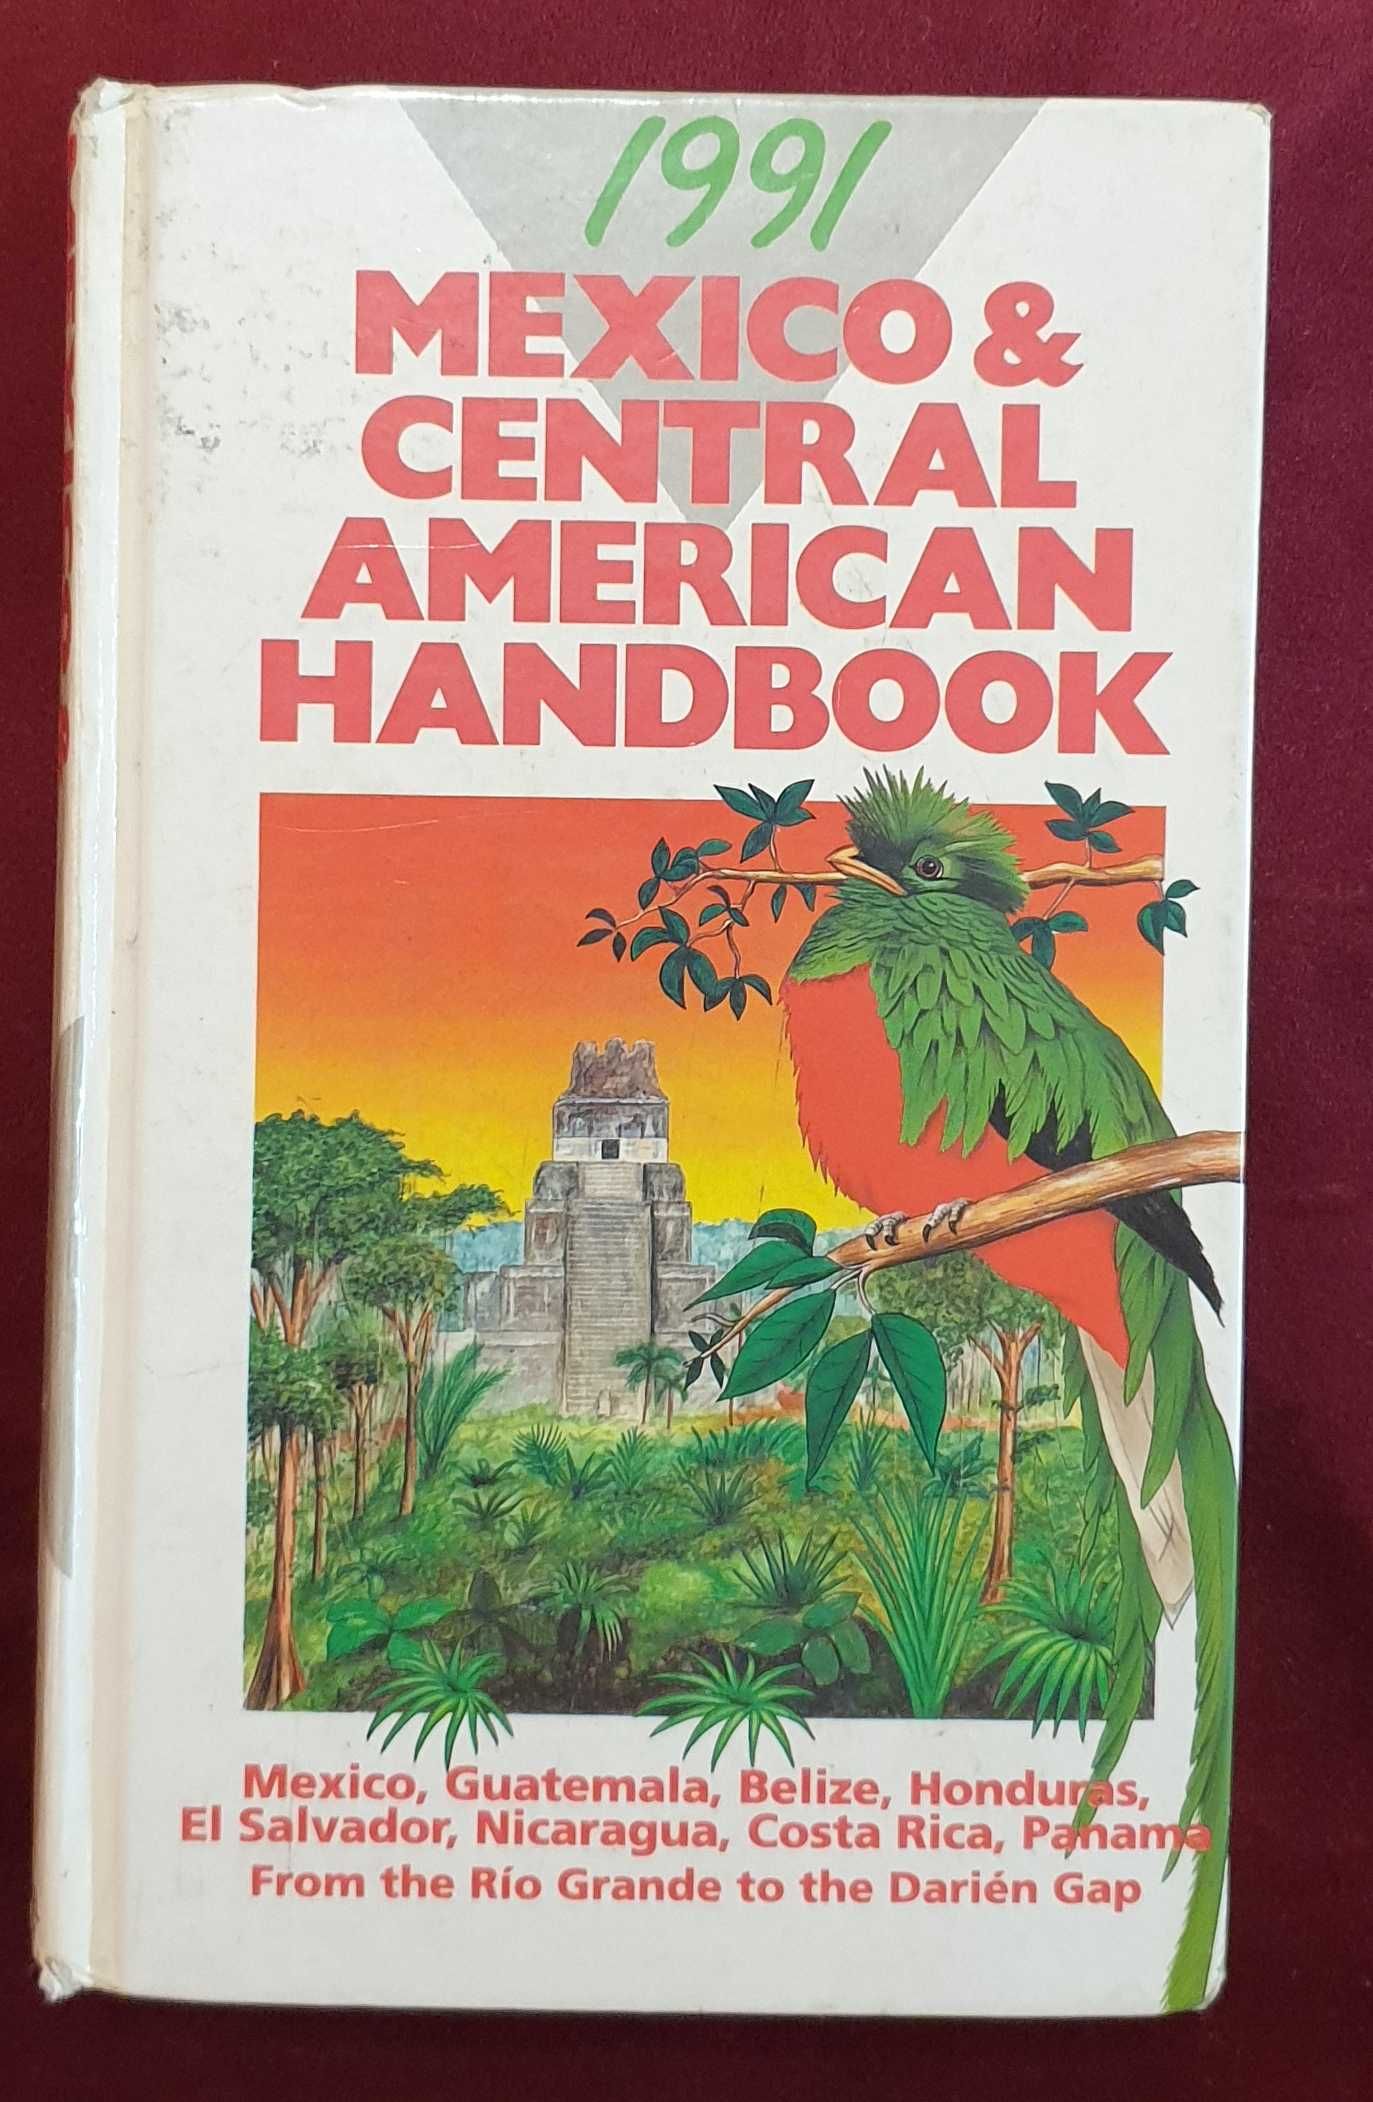 1991
MEXICO &
CENTRAL
AMERICAN
HANDBOOK
Mexico, Guatemala, Belize, Honduras,
El Salvador, Nicaragua, Costa Rica, Panama
From the Río Grande to the Darién Gap